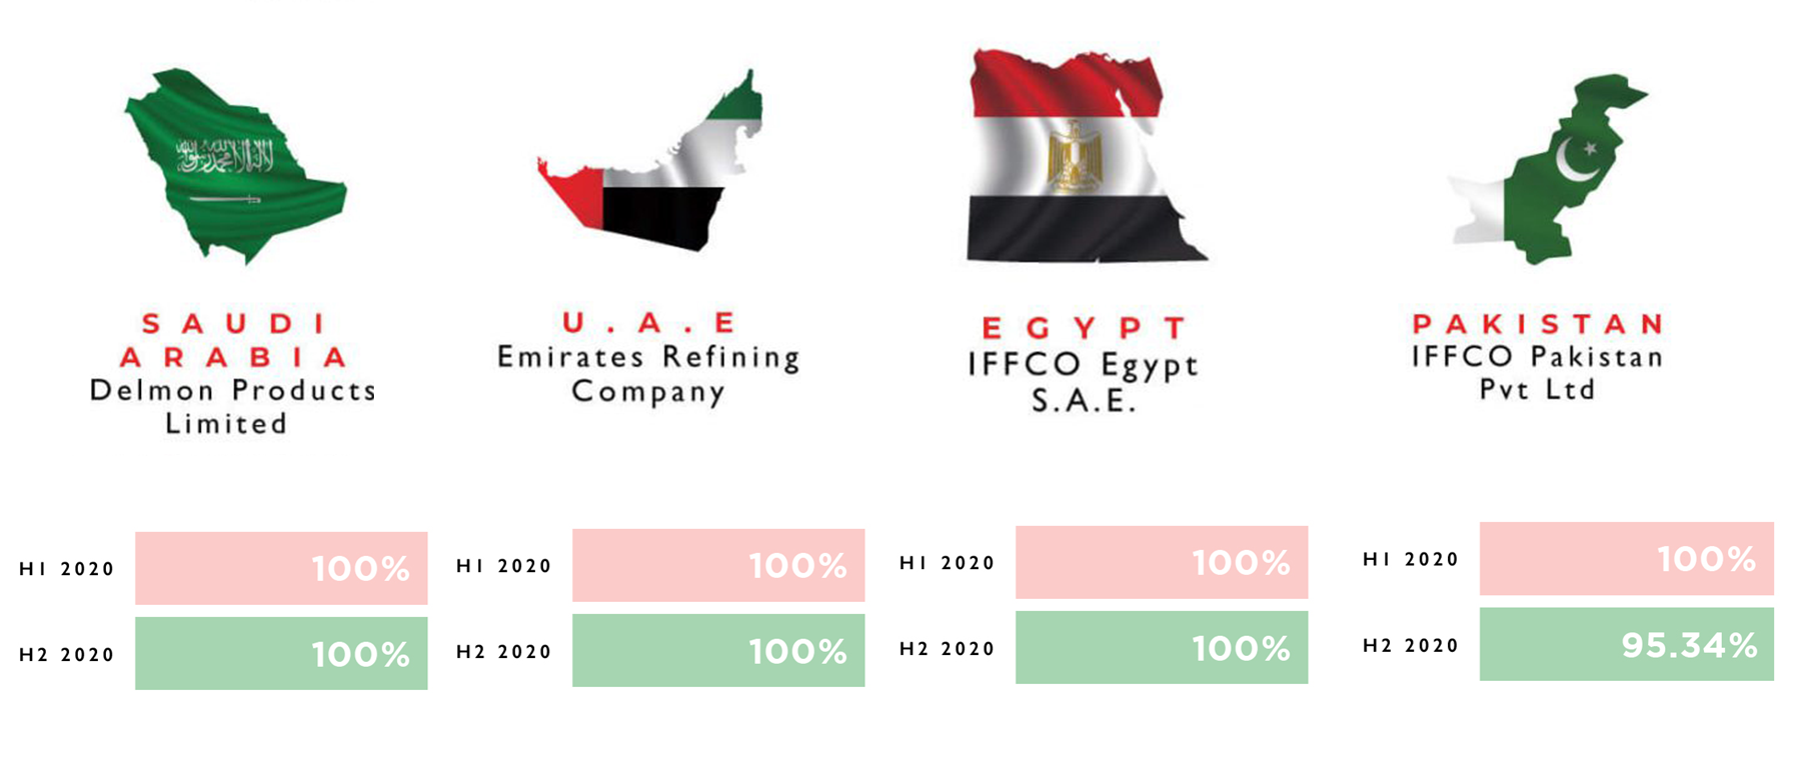 SAUDI
ARABIA
Delmon Products
Limited
U.A.E
Emirates Refining
Company
EGYPT
IFFCO Egypt
S.A.E.
PAKISTAN
IFFCO Pakistan
Pvt Ltd
H1 2020 100%
H2 2020 100%
H1 2020 100%
H2 2020 100%
H1 2020 100%
H2 2020 100%
H1 2020 100%
H2 2020 95.34%